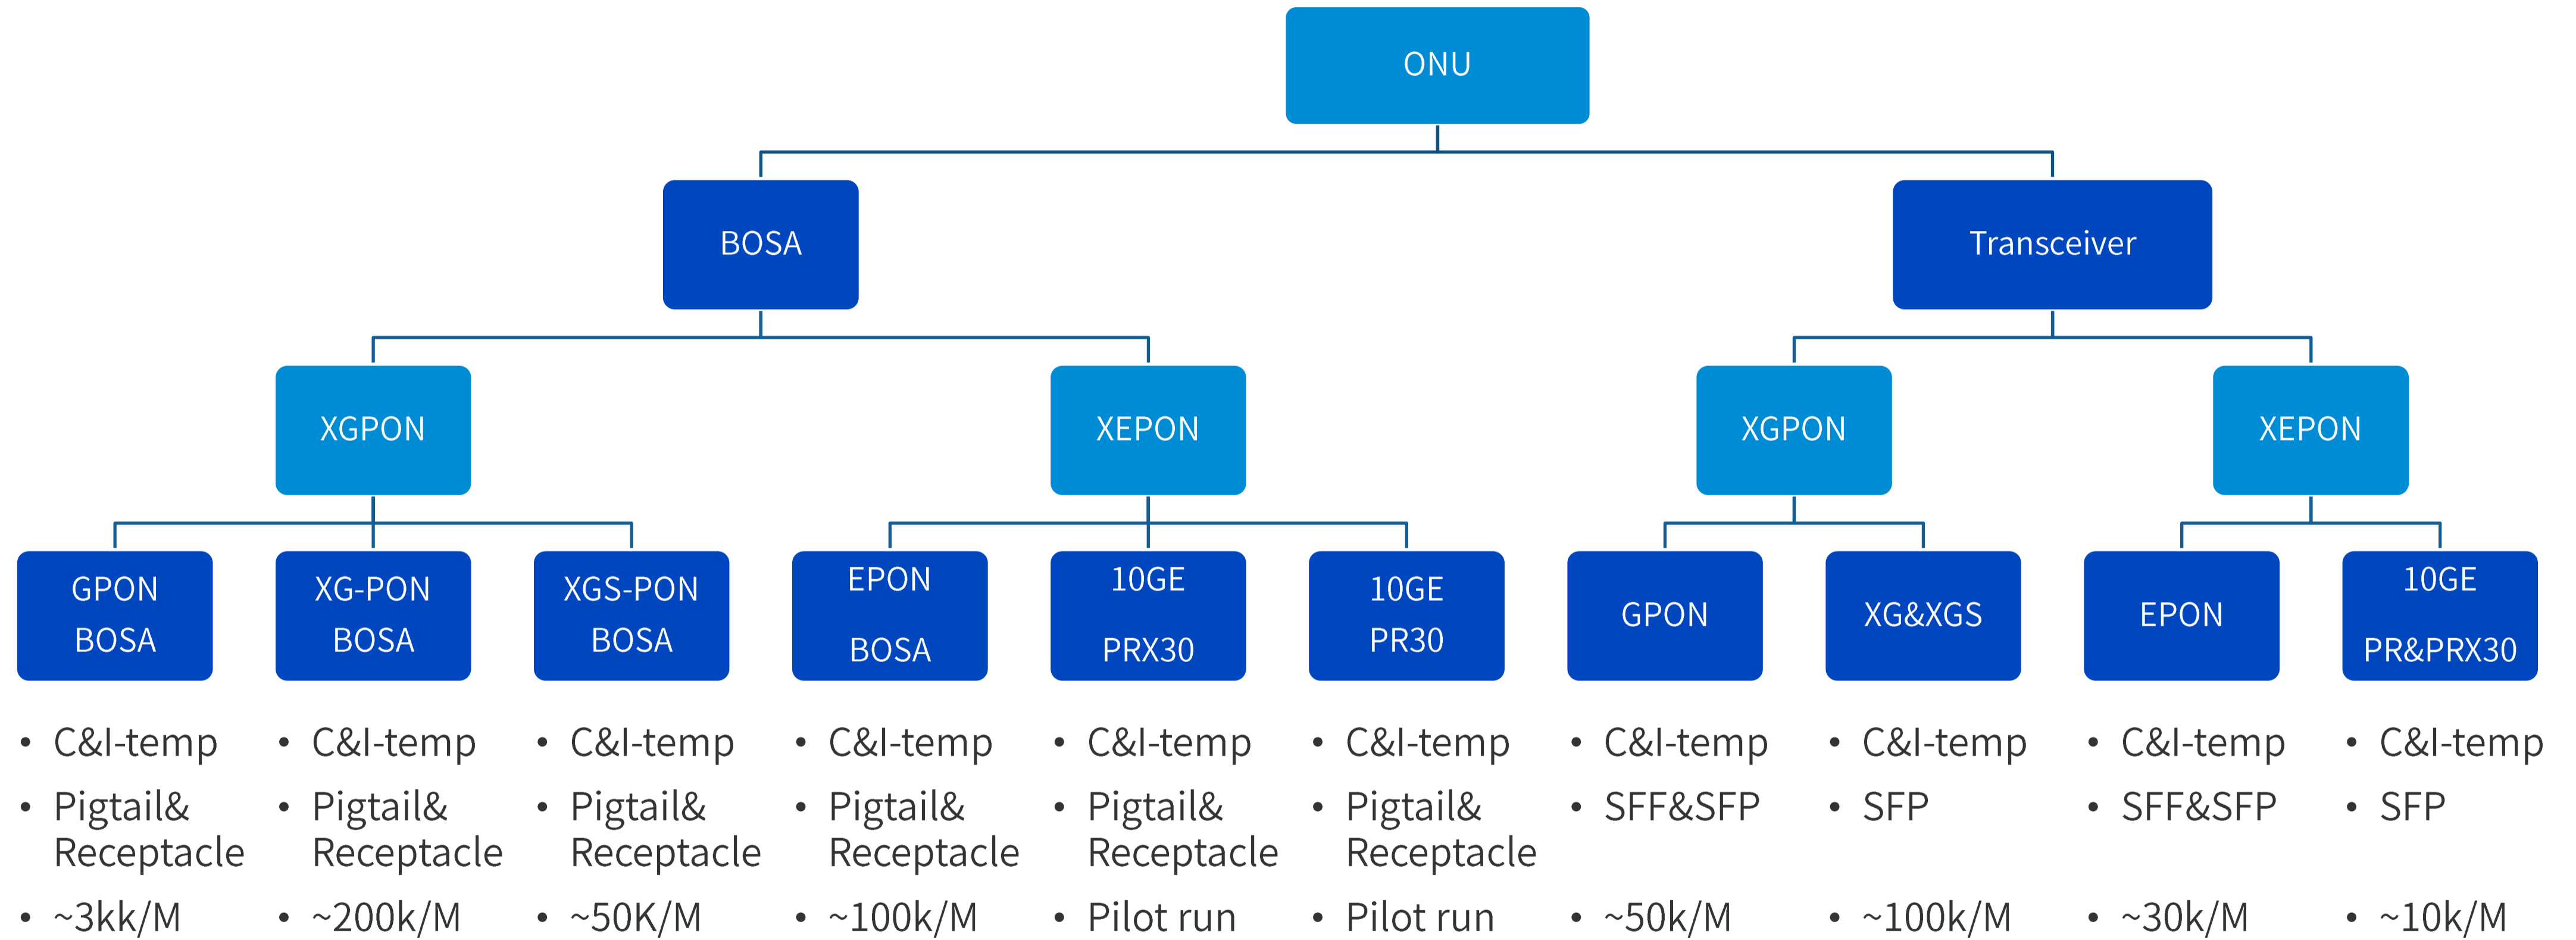 ONU
BOSA
Transceiver
XGPON
XEPON
XGPON
XEPON
GPON
BOSA
XG-PON
BOSA
XGS-PON
BOSA
EPON
BOSA
10GE
PRX30
10GE
PR30
GPON
XG&XGS
EPON
10GE
PR&PRX30
• C&I-temp
• Pigtail&
Receptacle
• ~3kk/M
• C&I-temp
• Pigtail&
Receptacle
• ~200k/M
• C&I-temp
• Pigtail&
Receptacle
• ~50K/M
• C&I-temp
• Pigtail&
Receptacle
• ~100k/M
• C&I-temp
• Pigtail&
Receptacle
• Pilot run
• C&I-temp
• Pigtail&
Receptacle
• Pilot run
• C&I-temp
• SFF&SFP
• ~50k/M
• C&I-temp
• SFP
• ~100k/M
• C&I-temp
• SFF&SFP
• ~30k/M
• C&I-temp
• SFP
• ~10k/M